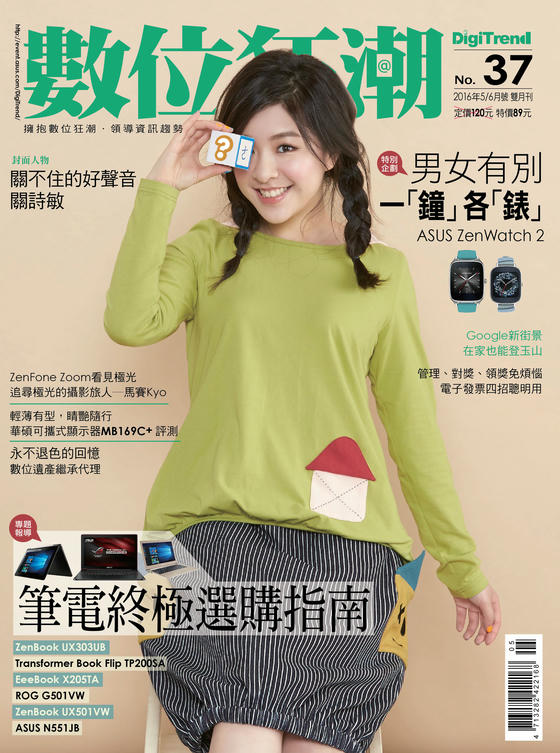 http://event.asus.com/DigiTrend/
數位狂潮
@
DigiTrend
No. 37
2016年5/6月號 雙月刊
定價120元 特價89元
擁抱數位狂潮．領導資訊趨勢
封面人物
關不住的好聲音
關詩敏
特別企劃
男女有別
一「鐘」各「錶」
ASUS ZenWatch 2
Google新街景
在家也能登玉山
管理、對獎、領獎免煩惱
電子發票四招聰明用
ZenFone Zoom看見極光
追尋極光的攝影旅人─馬賽Kyo
輕薄有型，睛艷隨行
華碩可攜式顯示器MB169C+ 評測
永不退色的回憶
數位遺產繼承代理
專題報導
筆電終極選購指南
ZenBook UX303UB
Transformer Book Flip TP200SA
EeeBook X205TA
ROG G501VW
ZenBook UX501VW
ASUS N551JB
05
4713282422168